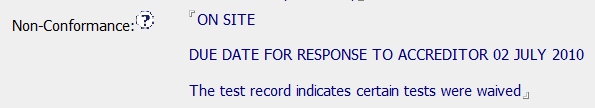 Non-Conformance:?
ON SITE
DUE DATE FOR RESPONSE TO ACCREDITOR 02 JULY 2010
The test record indicates certain tests were waived